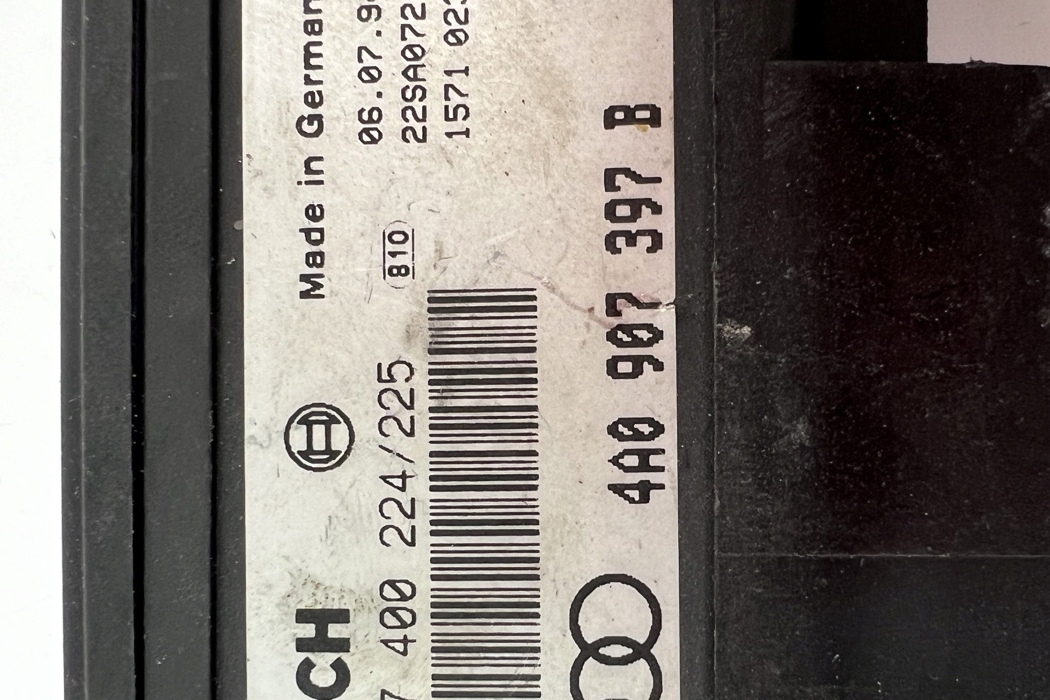 Made in German
06.07.9
22SA072
1571 02
810
CH
7 400 224/225
4A0 907 397 B